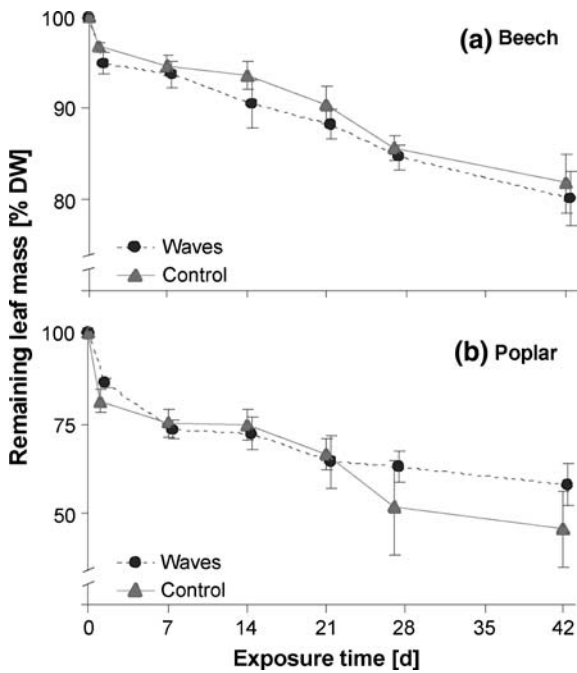 Remaining leaf mass [% DW]
(a) Beech
100
90
80
Waves
Control
(b) Poplar
100
75
50
Waves
Control
0 7 14 21 28 35 42
Exposure time [d]